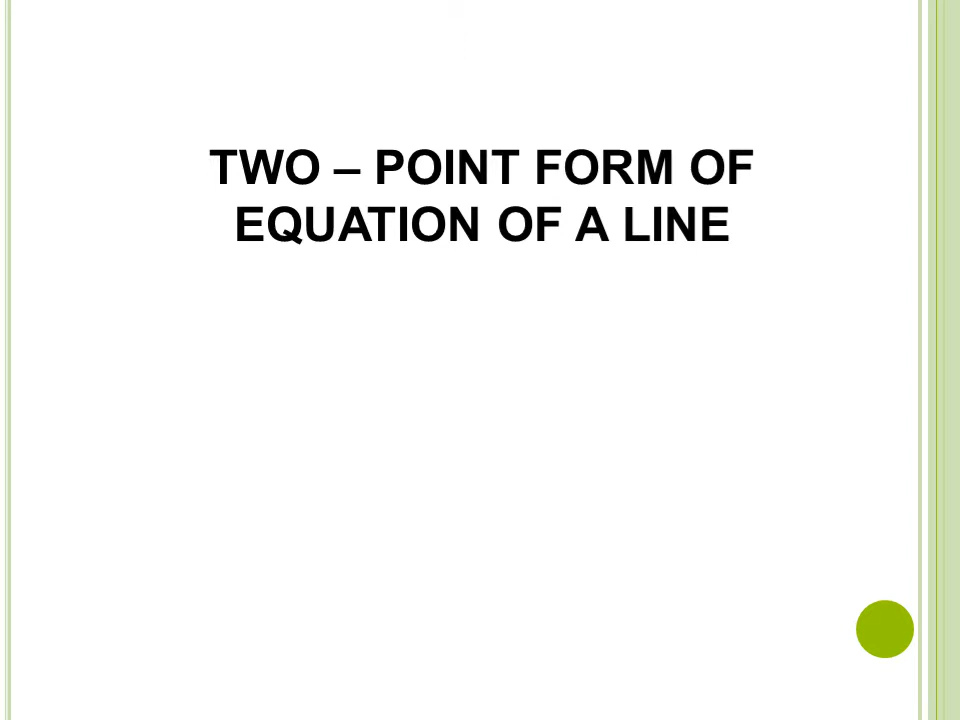 TWO – POINT FORM OF
EQUATION OF A LINE